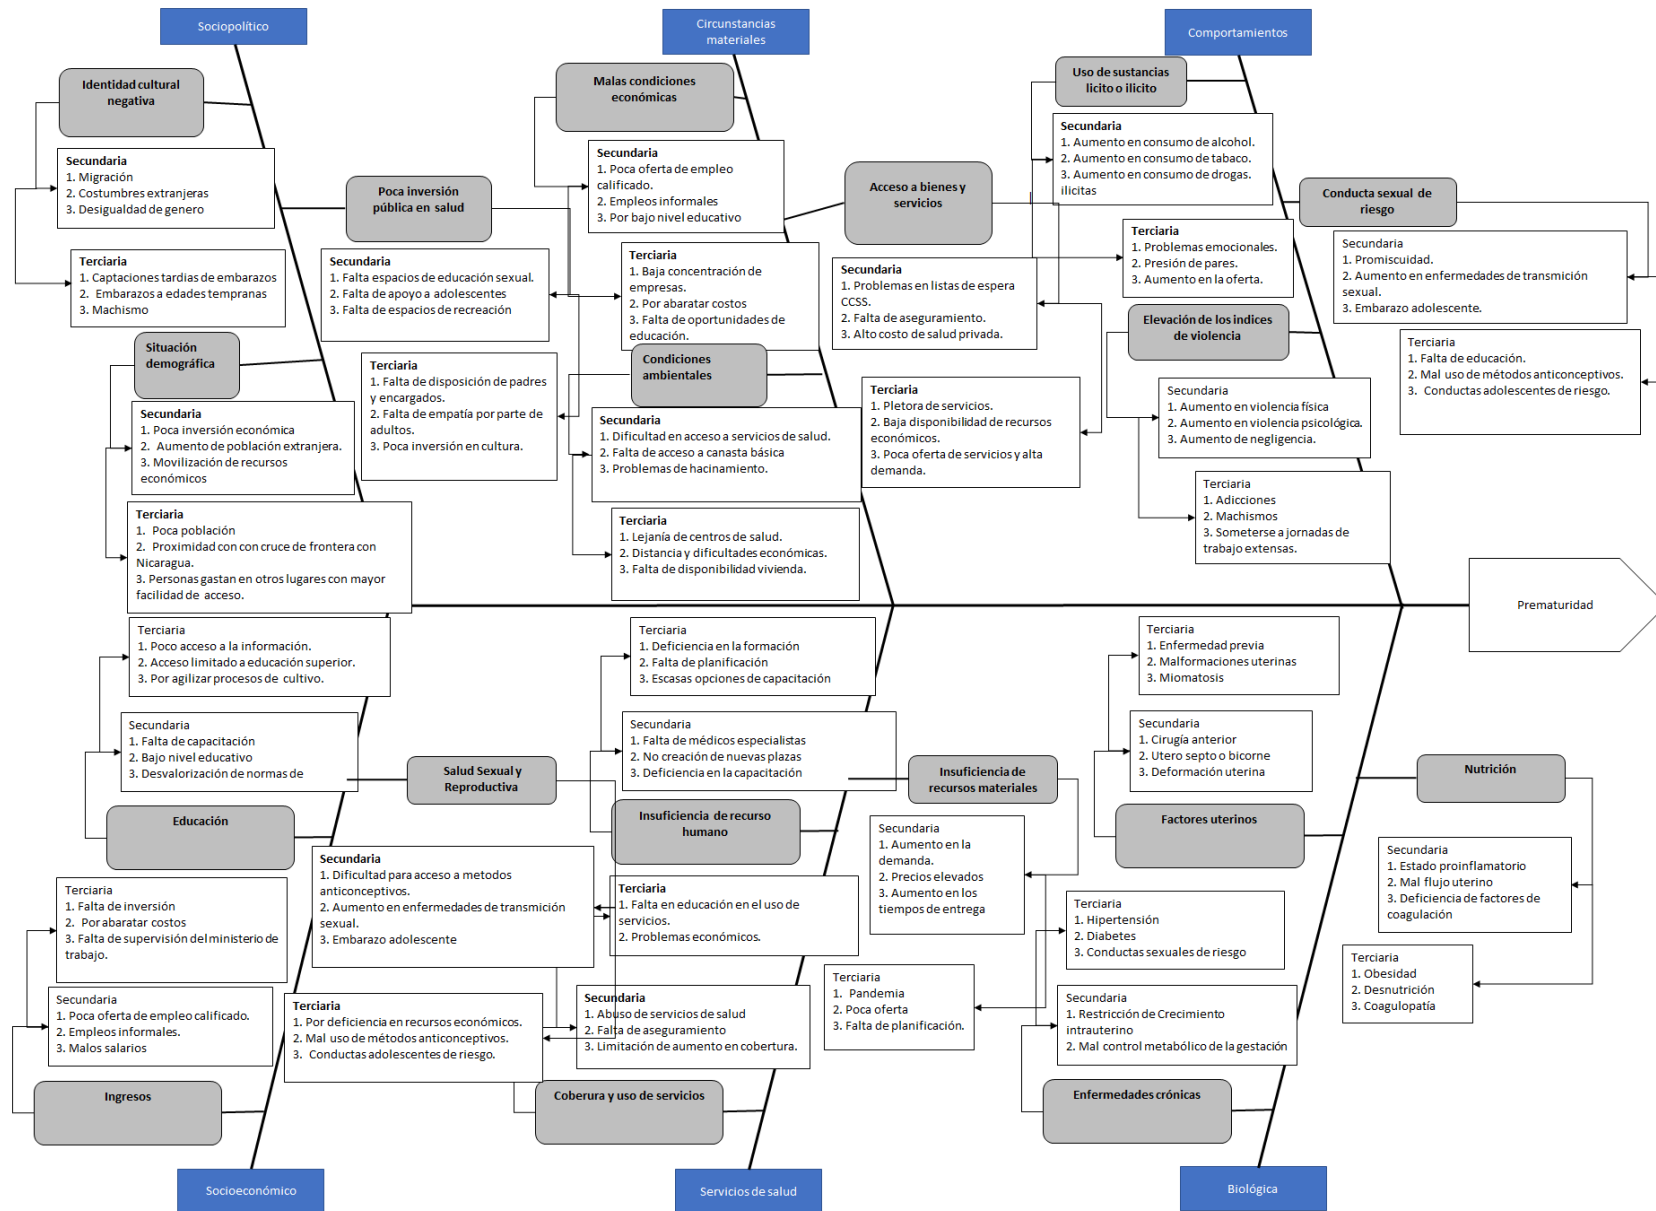 Sociopolítico
Circunstancias
materiales
Comportamientos
Identidad cultural
negativa
Secundaria
1. Migración
2. Costumbres extranjeras
3. Desigualdad de genero
Terciaria
1. Captaciones tardias de embarazos
2. Embarazos a edades tempranas
3. Machismo
Poca inversión
pública en salud
Secundaria
1. Falta espacios de educación sexual.
2. Falta de apoyo a adolescentes
3. Falta de espacios de recreación
Terciaria
1. Falta de disposición de padres
y encargados.
2. Falta de empatía por parte de
adultos.
3. Poca inversión en cultura.
Situación
demográfica
Secundaria
1. Poca inversión económica
2. Aumento de población extranjera.
3. Movilización de recursos
económicos
Terciaria
1. Poca población
2. Proximidad con con cruce de frontera con
Nicaragua.
3. Personas gastan en otros lugares con mayor
facilidad de acceso.
Malas condiciones
económicas
Secundaria
1. Poca oferta de empleo
calificado.
2. Empleos informales
3. Por bajo nivel educativo
Terciaria
1. Baja concentración de
empresas.
2. Por abaratar costos
3. Falta de oportunidades de
educación.
Acceso a bienes y
servicios
Secundaria
1. Problemas en listas de espera
CCSS.
2. Falta de aseguramiento.
3. Alto costo de salud privada.
Terciaria
1. Pletora de servicios.
2. Baja disponibilidad de recursos
económicos.
3. Poca oferta de servicios y alta
demanda.
Condiciones
ambientales
Secundaria
1. Dificultad en acceso a servicios de salud.
2. Falta de acceso a canasta básica
3. Problemas de hacinamiento.
Terciaria
1. Lejanía de centros de salud.
2. Distancia y dificultades económicas.
3. Falta de disponibilidad vivienda.
Uso de sustancias
licito o ilicito
Secundaria
1. Aumento en consumo de alcohol.
2. Aumento en consumo de tabaco.
3. Aumento en consumo de drogas.
ilicitas
Terciaria
1. Problemas emocionales.
2. Presión de pares.
3. Aumento en la oferta.
Conducta sexual de
riesgo
Secundaria
1. Promiscuidad.
2. Aumento en enfermedades de transmición
sexual.
3. Embarazo adolescente.
Terciaria
1. Falta de educación.
2. Mal uso de métodos anticonceptivos.
3. Conductas adolescentes de riesgo.
Elevación de los indices
de violencia
Secundaria
1. Aumento en violencia física
2. Aumento en violencia psicológica.
3. Aumento de negligencia.
Terciaria
1. Adicciones
2. Machismos
3. Someterse a jornadas de
trabajo extensas.
Prematuridad
Terciaria
1. Poco acceso a la información.
2. Acceso limitado a educación superior.
3. Por agilizar procesos de cultivo.
Secundaria
1. Falta de capacitación
2. Bajo nivel educativo
3. Desvalorización de normas de
Educación
Salud Sexual y
Reproductiva
Secundaria
1. Dificultad para acceso a metodos
anticonceptivos.
2. Aumento en enfermedades de transmición
sexual.
3. Embarazo adolescente
Terciaria
1. Por deficiencia en recursos económicos.
2. Mal uso de métodos anticonceptivos.
3. Conductas adolescentes de riesgo.
Terciaria
1. Falta de inversión
2. Por abaratar costos
3. Falta de supervisión del ministerio de
trabajo.
Secundaria
1. Poca oferta de empleo calificado.
2. Empleos informales.
3. Malos salarios
Ingresos
Socioeconómico
Terciaria
1. Deficiencia en la formación
2. Falta de planificación
3. Escasas opciones de capacitación
Secundaria
1. Falta de médicos especialistas
2. No creación de nuevas plazas
3. Deficiencia en la capacitación
Insuficiencia de recurso
humano
Insuficiencia de
recursos materiales
Secundaria
1. Aumento en la
demanda.
2. Precios elevados
3. Aumento en los
tiempos de entrega
Terciaria
1. Pandemia
2. Poca oferta
3. Falta de planificación.
Terciaria
1. Falta en educación en el uso de
servicios.
2. Problemas económicos.
Secundaria
1. Abuso de servicios de salud
2. Falta de aseguramiento
3. Limitación de aumento en cobertura.
Coberura y uso de servicios
Servicios de salud
Terciaria
1. Enfermedad previa
2. Malformaciones uterinas
3. Miomatosis
Secundaria
1. Cirugía anterior
2. Utero septo o bicorne
3. Deformación uterina
Factores uterinos
Nutrición
Secundaria
1. Estado proinflamatorio
2. Mal flujo uterino
3. Deficiencia de factores de
coagulación
Terciaria
1. Obesidad
2. Desnutrición
3. Coagulopatía
Terciaria
1. Hipertensión
2. Diabetes
3. Conductas sexuales de riesgo
Secundaria
1. Restricción de Crecimiento
intrauterino
2. Mal control metabólico de la gestación
Enfermedades crónicas
Biológica